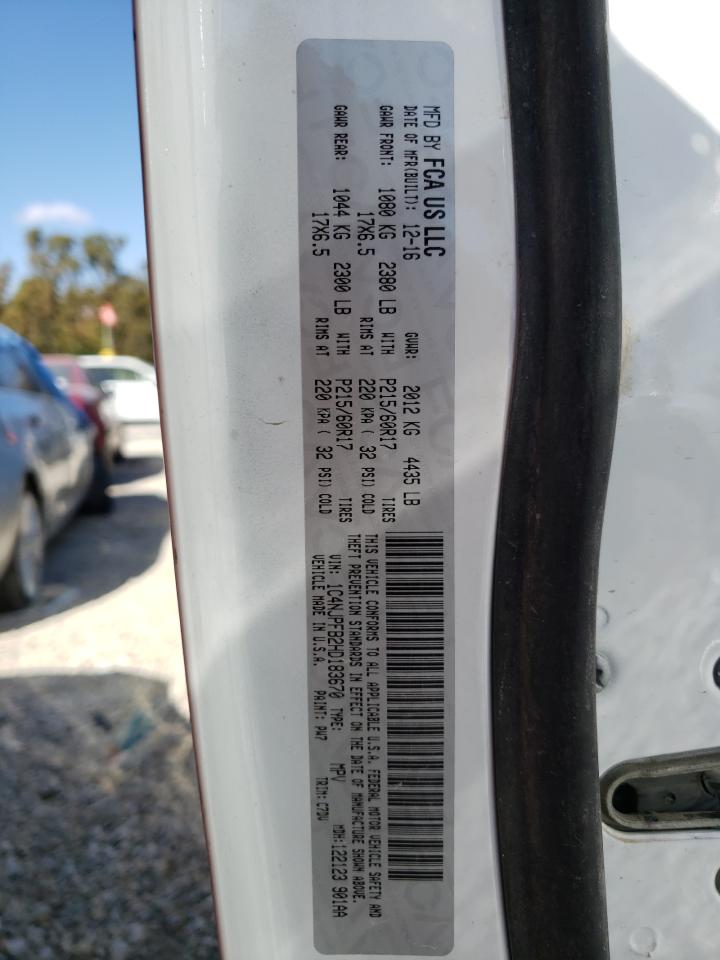 MFD BY FCA US LLC
DATE OF MFR(BUILT): 12-16 GVWR: 2012 KG 4435 LB
GAWR FRONT: 1080 KG 2380 LB WITH P215/60R17 TIRES
17X6.5 RIMS AT 220 KPA ( 32 PSI) COLD
GAWR REAR: 1044 KG 2300 LB WITH P215/60R17 TIRES
17X6.5 RIMS AT 220 KPA ( 32 PSI) COLD
THIS VEHICLE CONFORMS TO ALL APPLICABLE U.S.A. FEDERAL MOTOR VEHICLE SAFETY AND
THEFT PREVENTION STANDARDS IN EFFECT ON THE DATE OF MANUFACTURE SHOWN ABOVE.
VIN: 1C4NJPFB2HD183670 TYPE: MPV MDH:122123 901AA
VEHICLE MADE IN U.S.A. PAINT: PW7 TRIM: C7DV